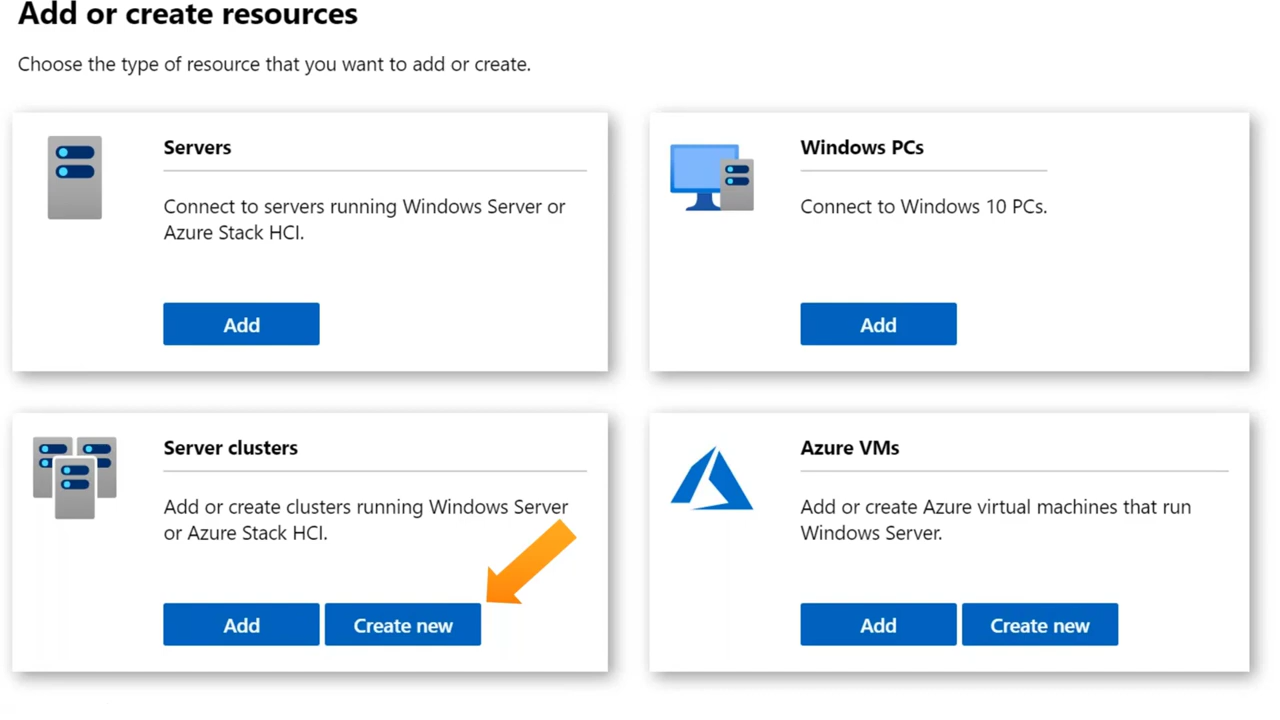 Add or create resources
Choose the type of resource that you want to add or create.
Servers
Connect to servers running Windows Server or
Azure Stack HCI.
Add
Windows PCs
Connect to Windows 10 PCs.
Add
Server clusters
Add or create clusters running Windows Server
or Azure Stack HCI.
Add
Create new
Azure VMs
Add or create Azure virtual machines that run
Windows Server.
Add
Create new